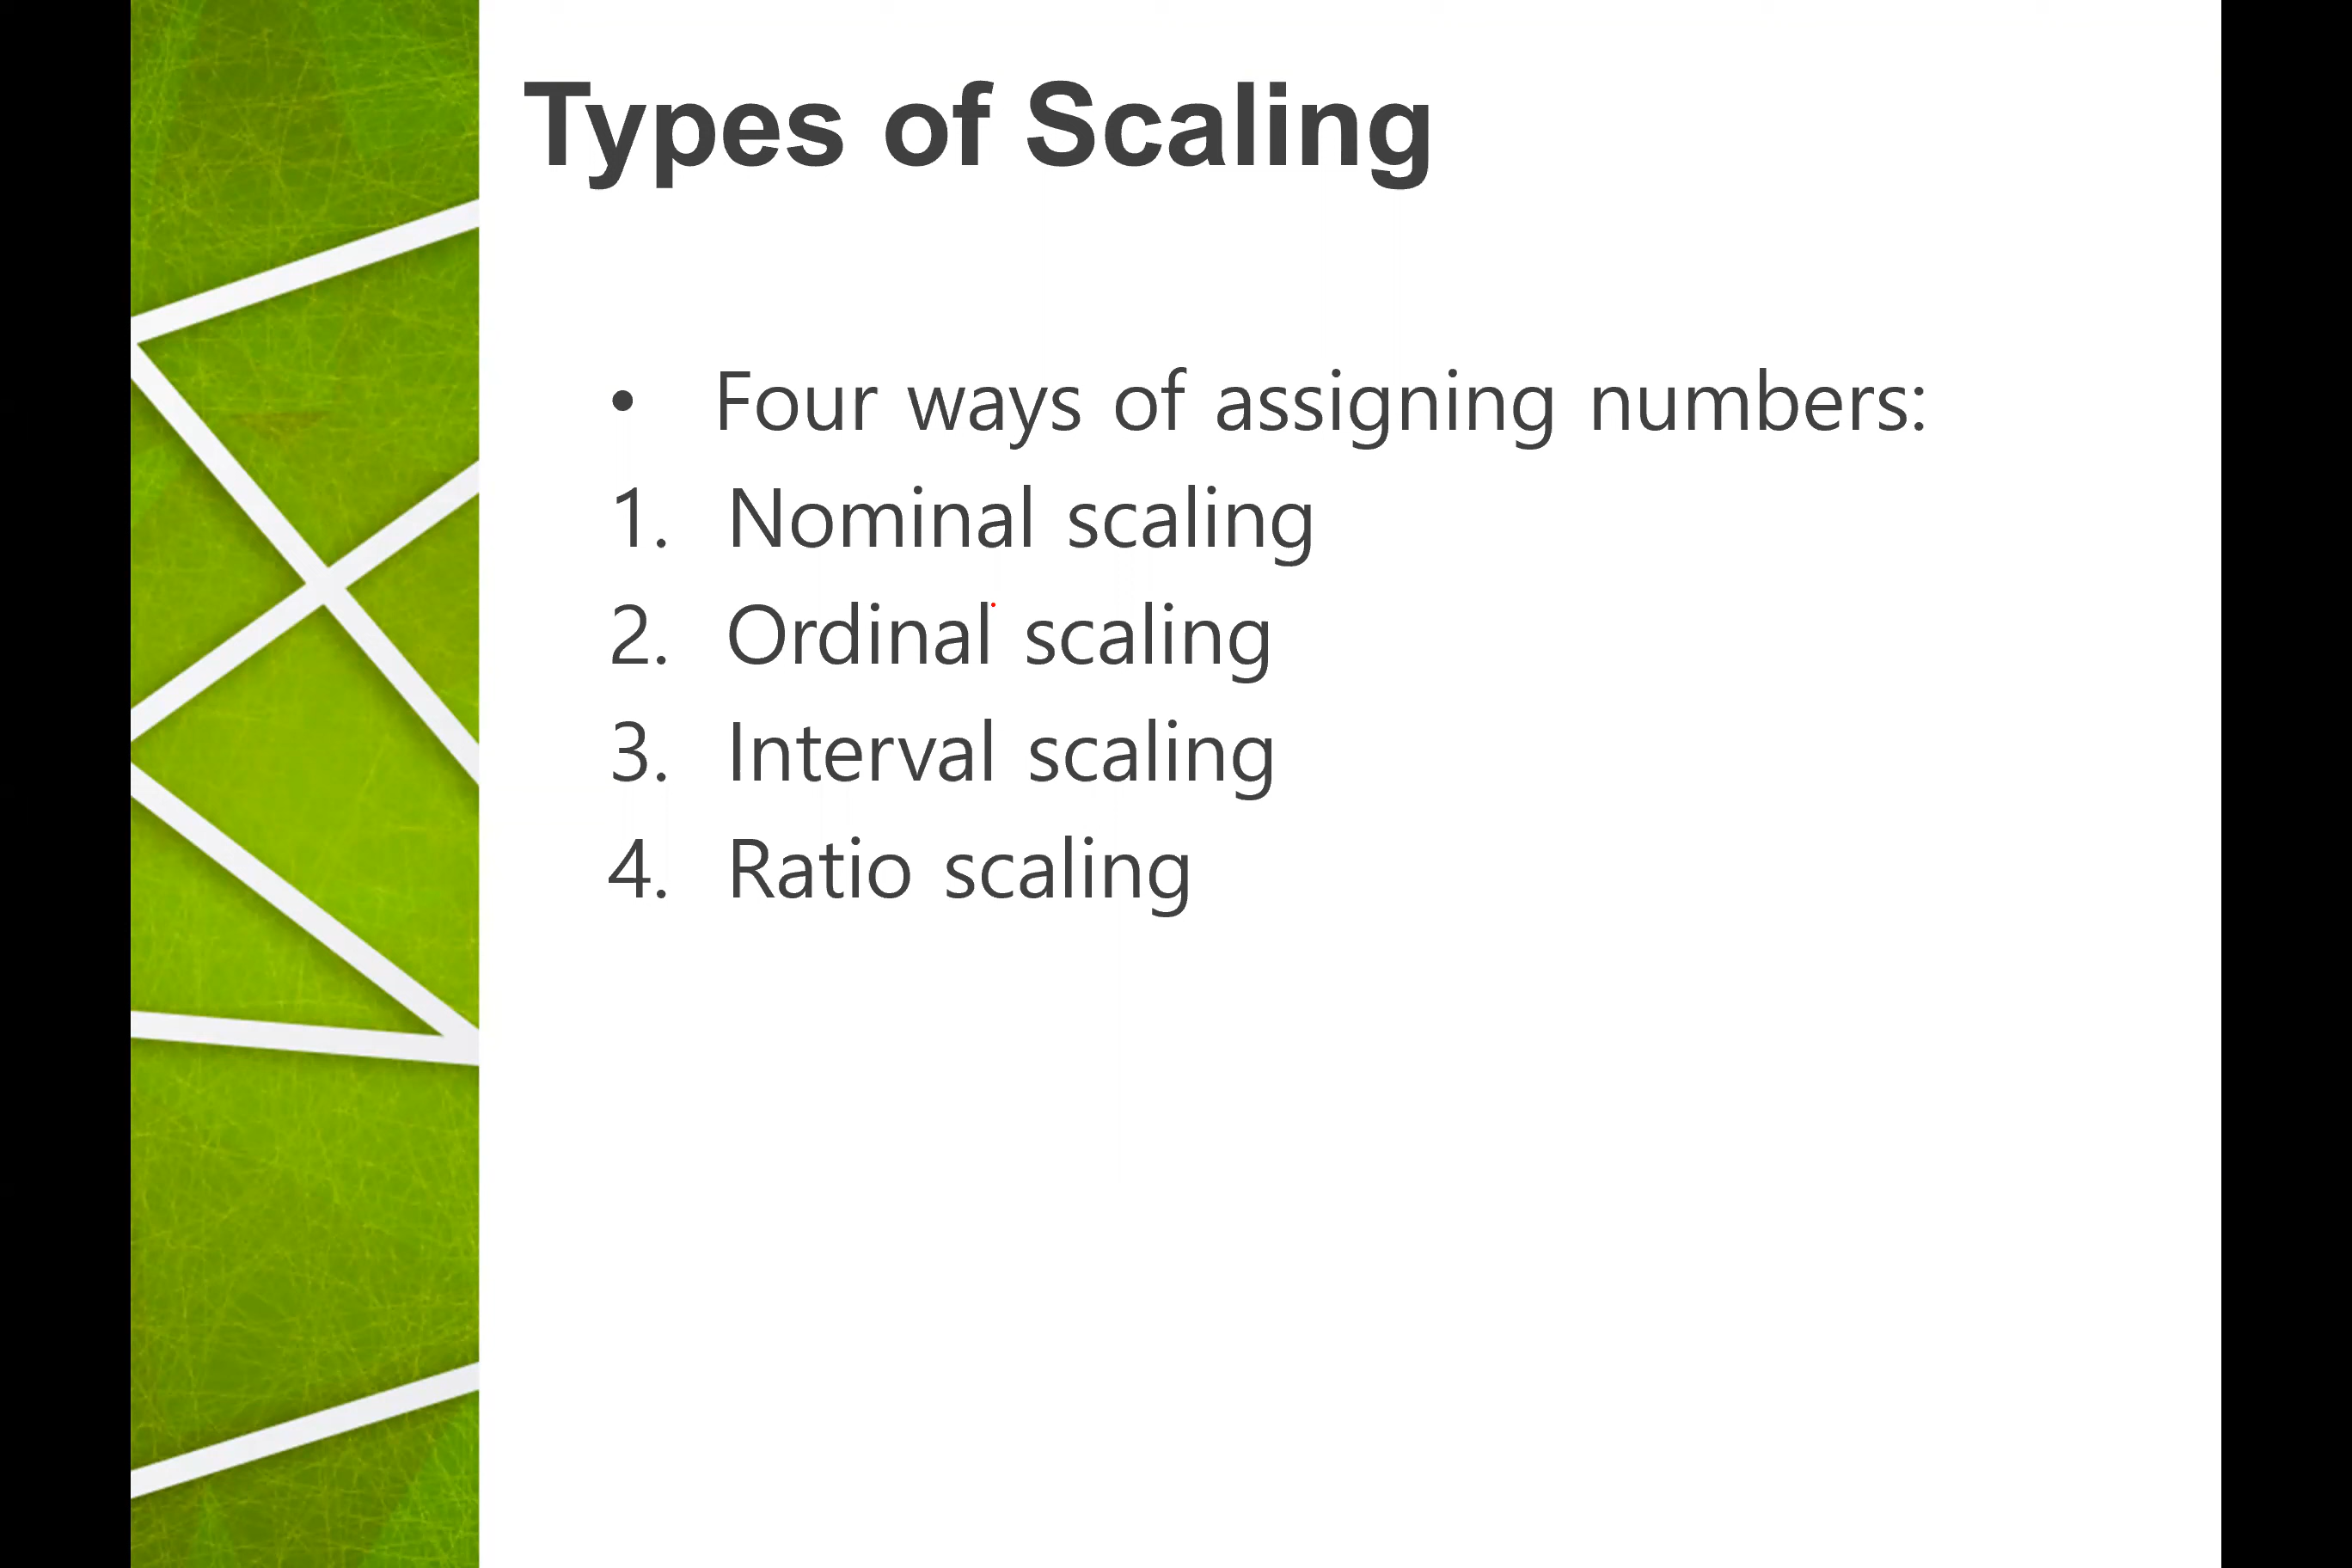 Types of Scaling
• Four ways of assigning numbers:
1. Nominal scaling
2. Ordinal scaling
3. Interval scaling
4. Ratio scaling